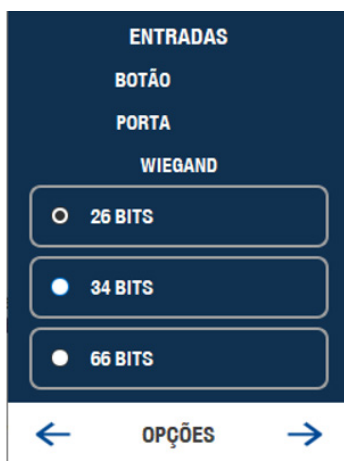 ENTRADAS
BOTÃO
PORTA
WIEGAND
26 BITS
34 BITS
66 BITS
OPÇÕES